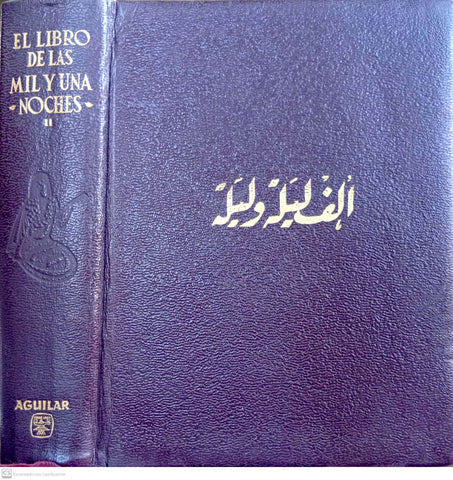 EL LIBRO
DE LAS
MIL Y UNA
-NOCHES-
II
AGUILAR
ألف ليلة وليلة